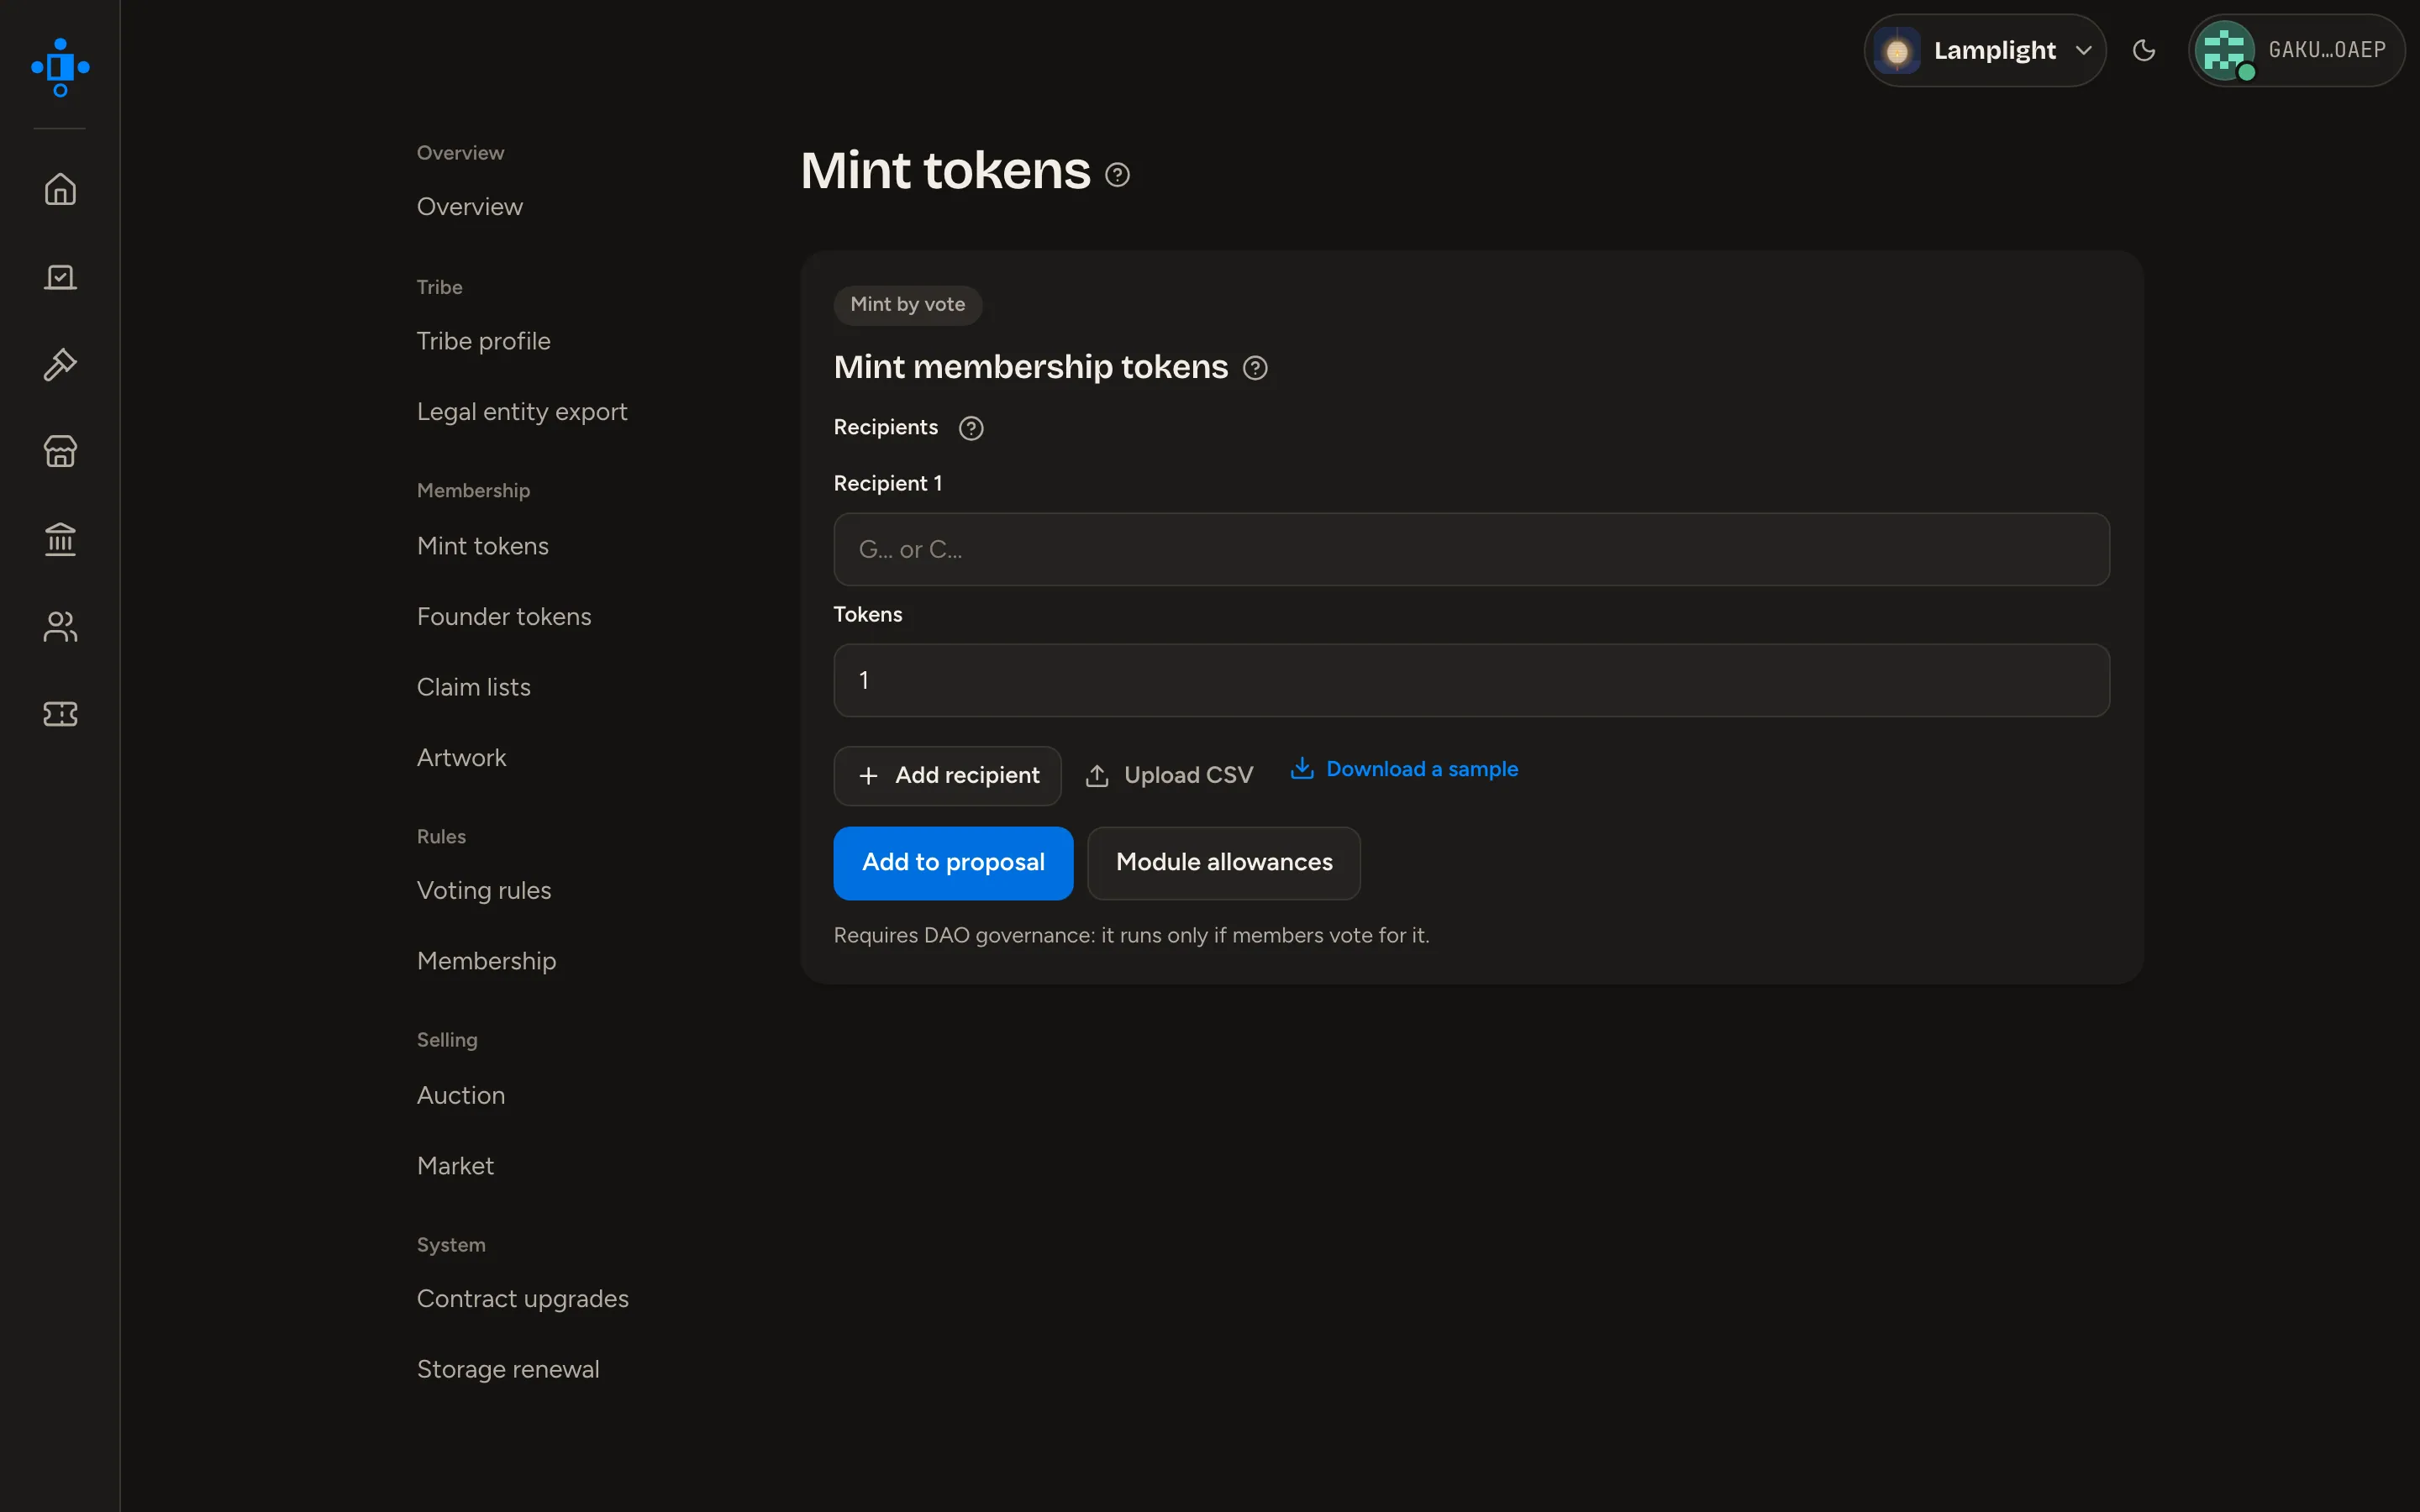 Lamplight
GAKU...OAEP
Overview
Overview
Tribe
Tribe profile
Legal entity export
Membership
Mint tokens
Founder tokens
Claim lists
Artwork
Rules
Voting rules
Membership
Selling
Auction
Market
System
Contract upgrades
Storage renewal
Mint tokens
Mint by vote
Mint membership tokens
Recipients
Recipient 1
G... or C...
Tokens
1
Add recipient
Upload CSV
Download a sample
Add to proposal
Module allowances
Requires DAO governance: it runs only if members vote for it.